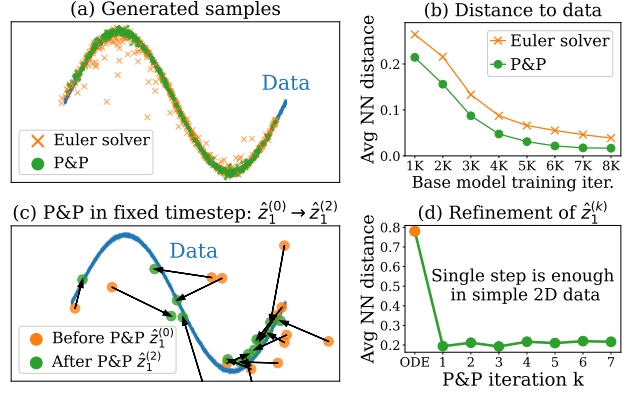 (a) Generated samples
Data
Euler solver
P&P
(b) Distance to data
Avg NN distance
0.2
0.0
Euler solver
P&P
1K 2K 3K 4K 5K 6K 7K 8K
Base model training iter.
(c) P&P in fixed timestep: ẑ₁⁽⁰⁾ → ẑ₁⁽²⁾
Data
Before P&P ẑ₁⁽⁰⁾
After P&P ẑ₁⁽²⁾
(d) Refinement of ẑ₁⁽ᵏ⁾
Avg NN distance
0.8
0.7
0.6
0.5
0.4
0.3
0.2
Single step is enough
in simple 2D data
ODE 1 2 3 4 5 6 7
P&P iteration k